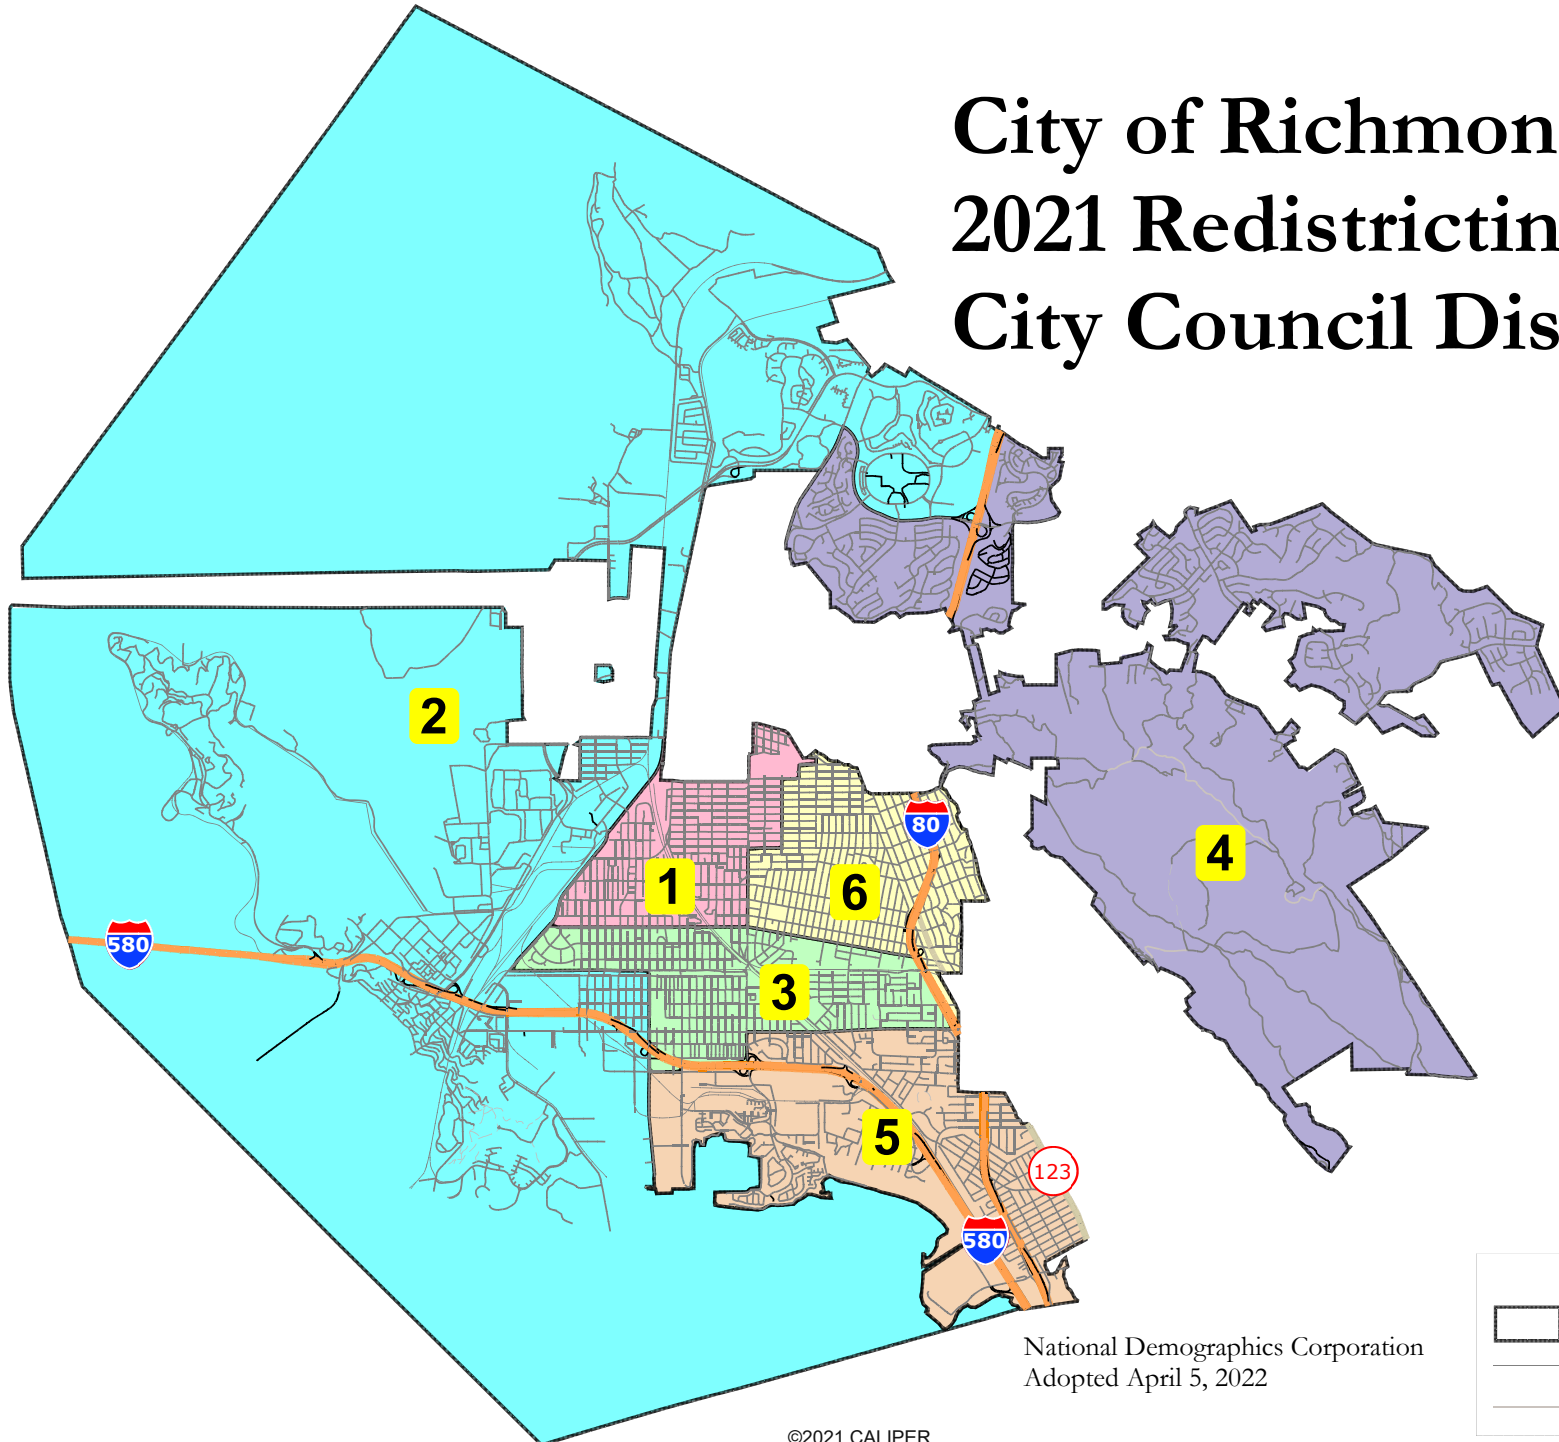 City of Richmon
2021 Redistrictin
City Council Dis
2
80
4
1
6
580
3
5
123
580
National Demographics Corporation
Adopted April 5, 2022
©2021 CALIPER